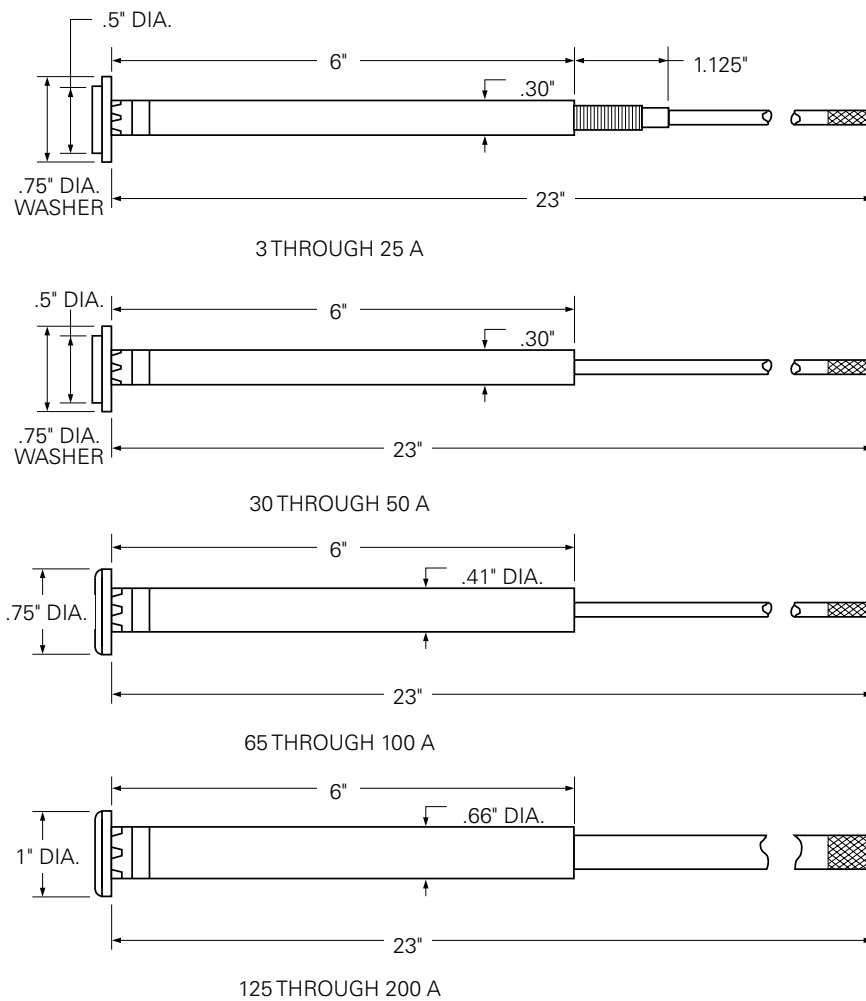 .5" DIA.
6"
1.125"
.30"
.75" DIA.
WASHER
23"
3 THROUGH 25 A
.5" DIA.
6"
.30"
.75" DIA.
WASHER
23"
30 THROUGH 50 A
6"
.41" DIA.
.75" DIA.
23"
65 THROUGH 100 A
6"
.66" DIA.
1" DIA.
23"
125 THROUGH 200 A